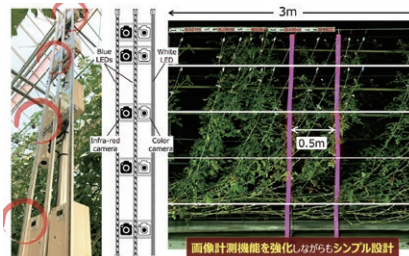 Blue
LEDs
White
LED
Infra-red
camera
Color
camera
3m
0.5m
画像計測機能を強化しながらもシンプル設計